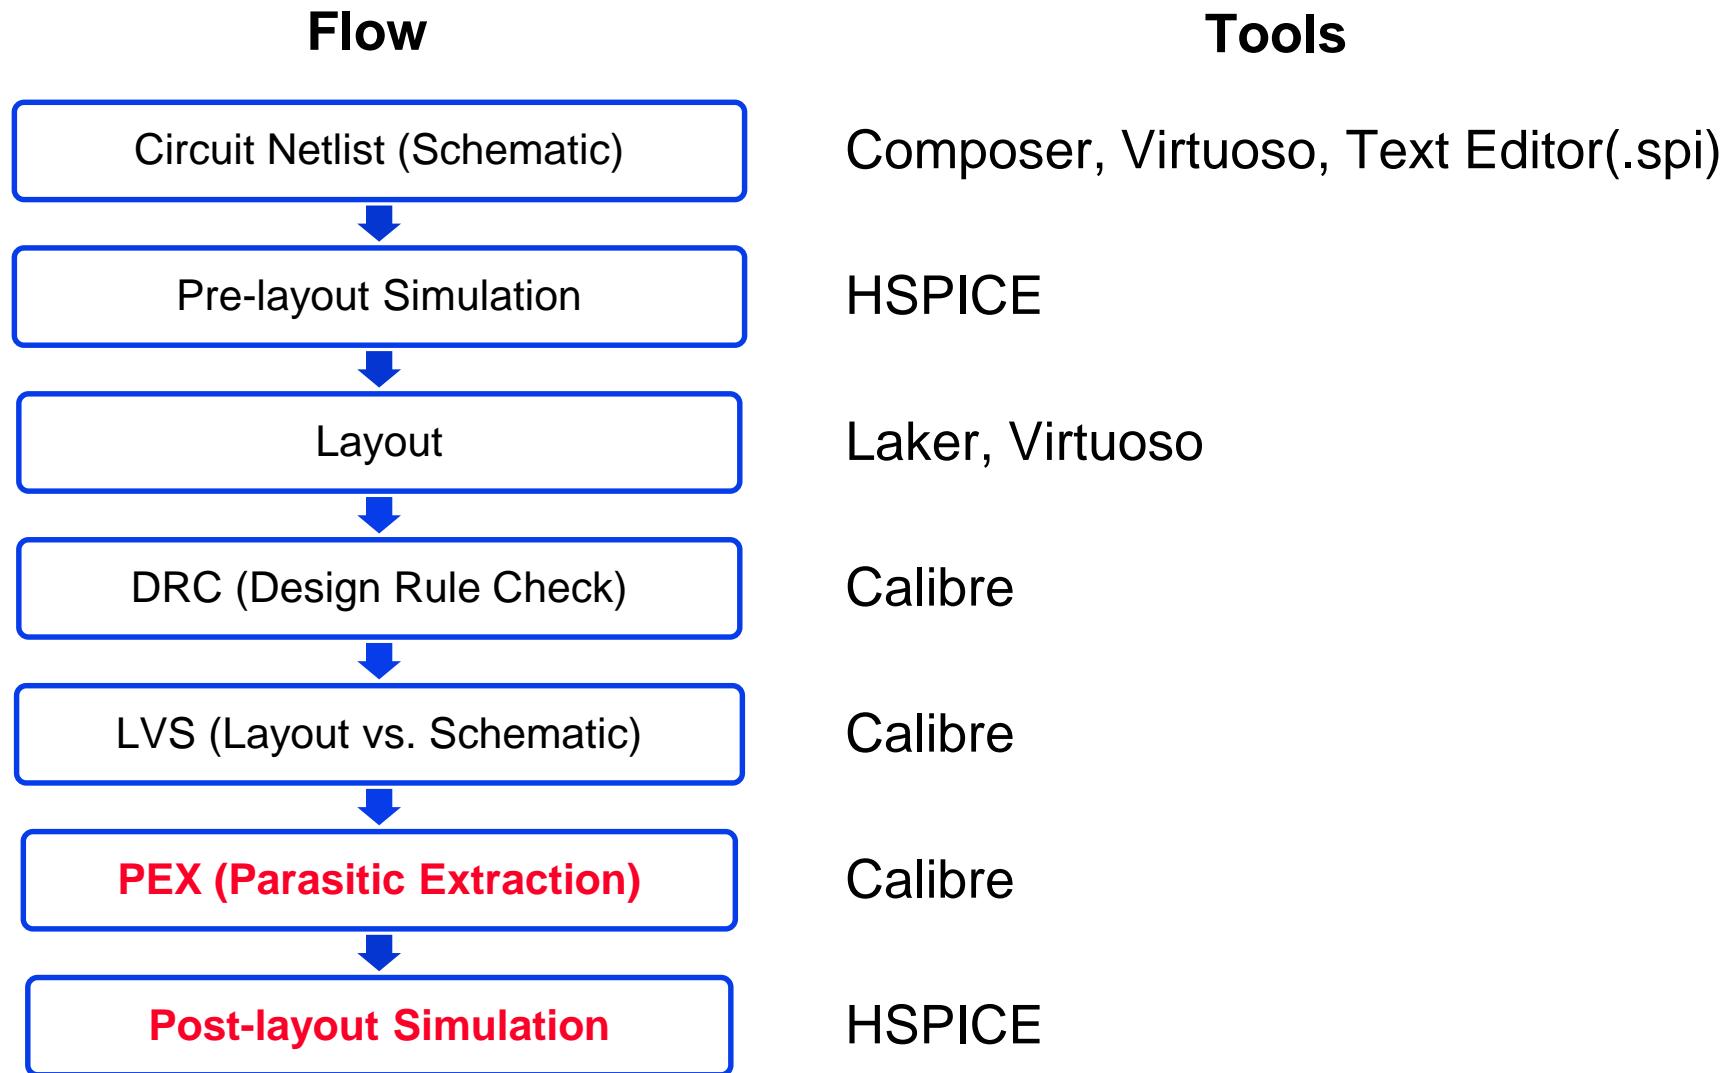 Flow
Tools
Circuit Netlist (Schematic)
Composer, Virtuoso, Text Editor(.spi)
Pre-layout Simulation
HSPICE
Layout
Laker, Virtuoso
DRC (Design Rule Check)
Calibre
LVS (Layout vs. Schematic)
Calibre
PEX (Parasitic Extraction)
Calibre
Post-layout Simulation
HSPICE